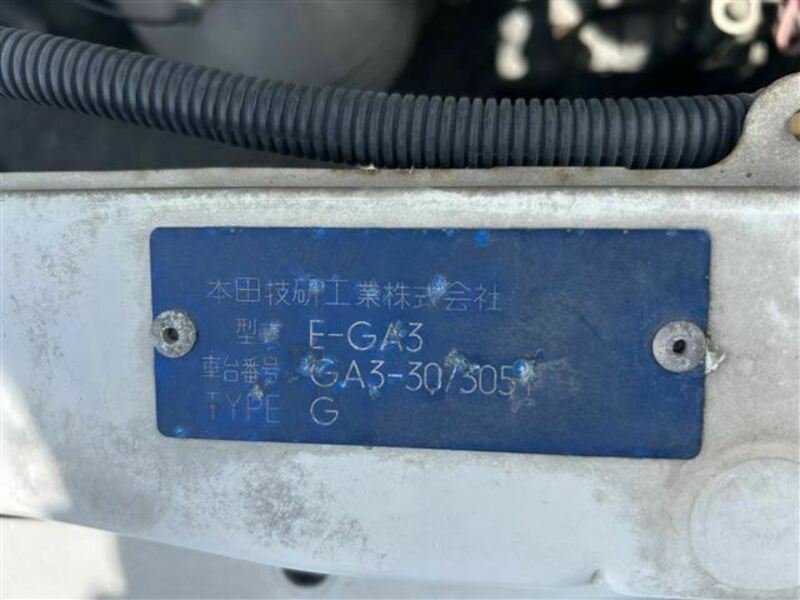 本田技研工業株式会社
型式 E-GA3
車台番号 GA3-3073051
TYPE G